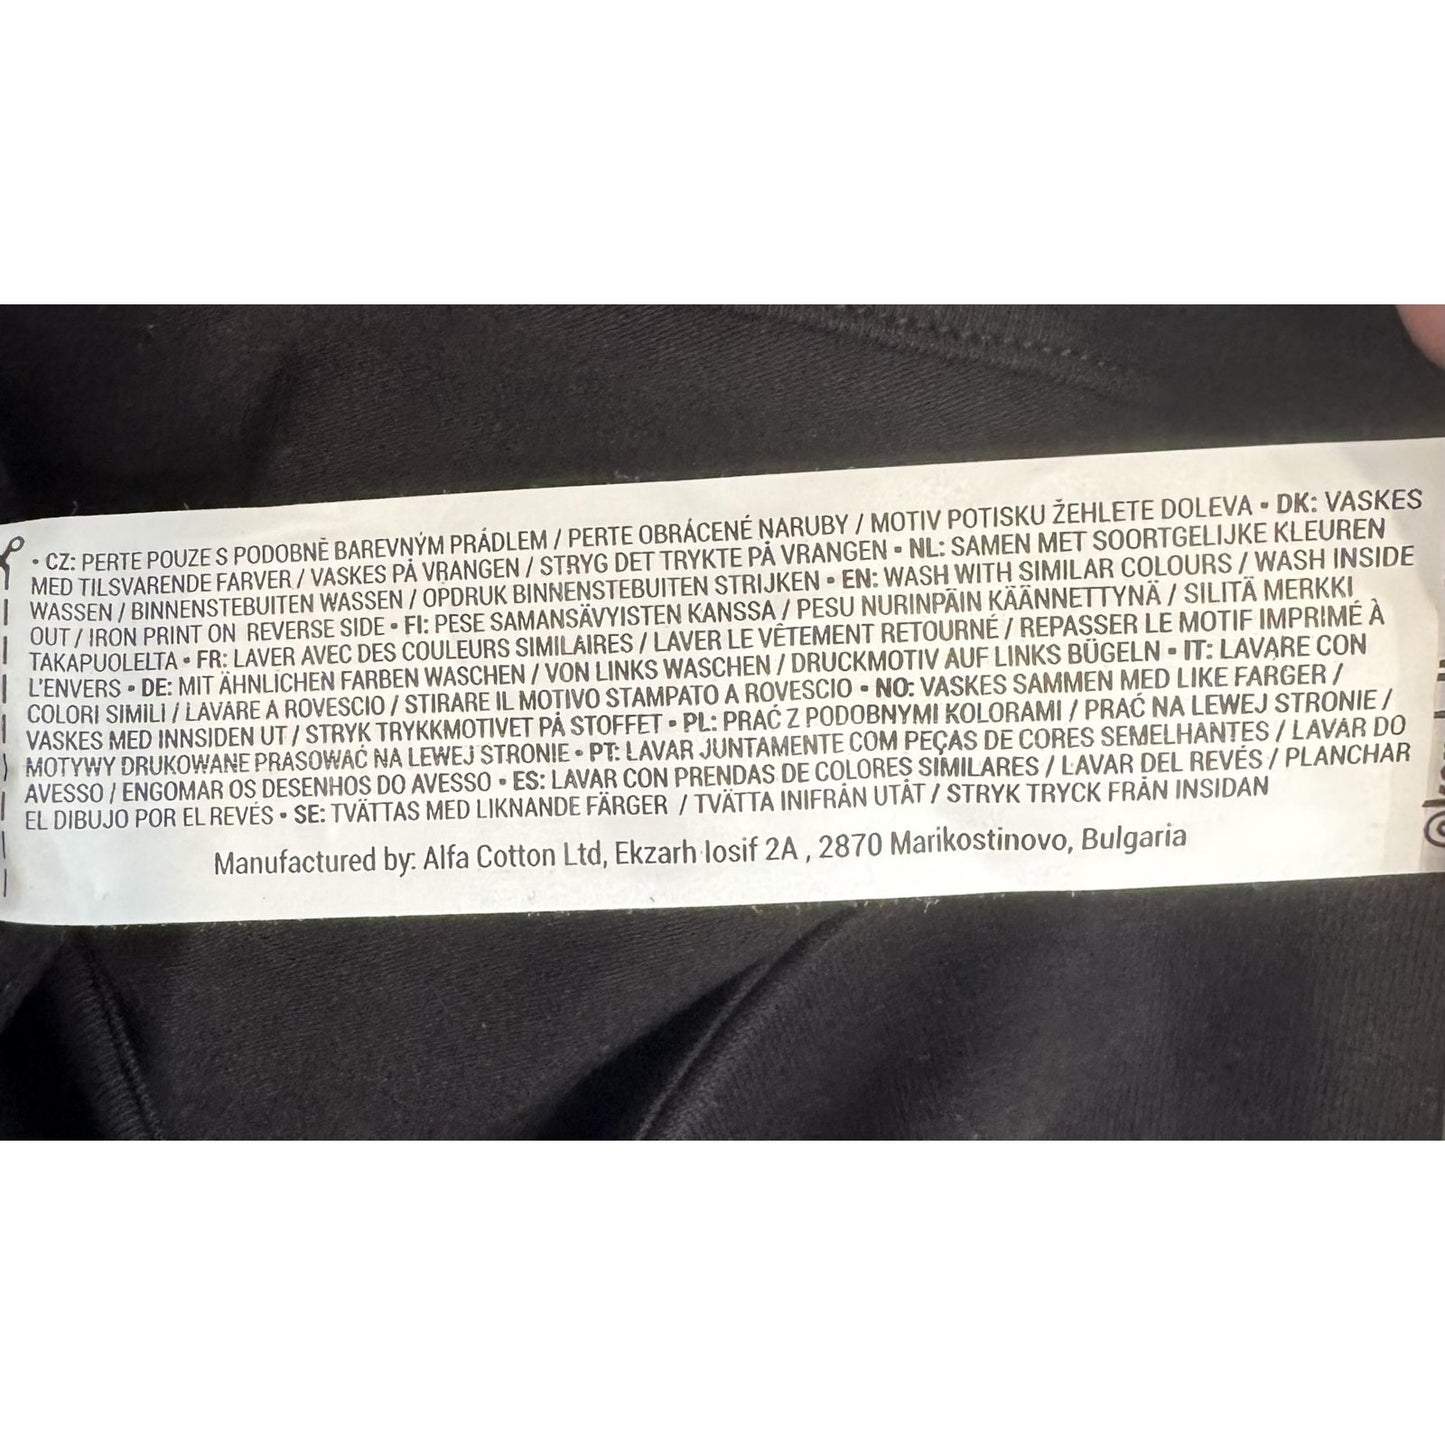 • CZ: PERTE POUZE S PODOBNĚ BAREVNÝM PRÁDLEM / PERTE OBRÁCENÉ NARUBY / MOTIV POTISKU ŽEHLETE DOLEVA • DK: VASKES
MED TILSVARENDE FARVER / VASKES PÅ VRANGEN / STRYG DET TRYKTE PÅ VRANGEN • NL: SAMEN MET SOORTGELIJKE KLEUREN
WASSEN / BINNENSTEBUITEN WASSEN / OPDRUK BINNENSTEBUITEN STRIJKEN • EN: WASH WITH SIMILAR COLOURS / WASH INSIDE
OUT / IRON PRINT ON REVERSE SIDE • FI: PESE SAMANSÄVYISTEN KANSSA / PESU NURINPÄIN KÄÄNNETTYNÄ / SILITÄ MERKKI
TAKAPUOLELTA • FR: LAVER AVEC DES COULEURS SIMILAIRES / LAVER LE VÊTEMENT RETOURNÉ / REPASSER LE MOTIF IMPRIMÉ À
L'ENVERS • DE: MIT ÄHNLICHEN FARBEN WASCHEN / VON LINKS WASCHEN / DRUCKMOTIV AUF LINKS BÜGELN • IT: LAVARE CON
COLORI SIMILI / LAVARE A ROVESCIO / STIRARE IL MOTIVO STAMPATO A ROVESCIO • NO: VASKES SAMMEN MED LIKE FARGER /
VASKES MED INNSIDEN UT / STRYK TRYKKMOTIVET PÅ STOFFET • PL: PRAĆ Z PODOBNYMI KOLORAMI / PRAĆ NA LEWEJ STRONIE /
MOTYWY DRUKOWANE PRASOWAĆ NA LEWEJ STRONIE • PT: LAVAR JUNTAMENTE COM PEÇAS DE CORES SEMELHANTES / LAVAR DO
AVESSO / ENGOMAR OS DESENHOS DO AVESSO • ES: LAVAR CON PRENDAS DE COLORES SIMILARES / LAVAR DEL REVÉS / PLANCHAR
EL DIBUJO POR EL REVÉS • SE: TVÄTTAS MED LIKNANDE FÄRGER / TVÄTTA INIFRÅN UTÅT / STRYK TRYCK FRÅN INSIDAN
Manufactured by: Alfa Cotton Ltd, Ekzarh Iosif 2A , 2870 Marikostinovo, Bulgaria